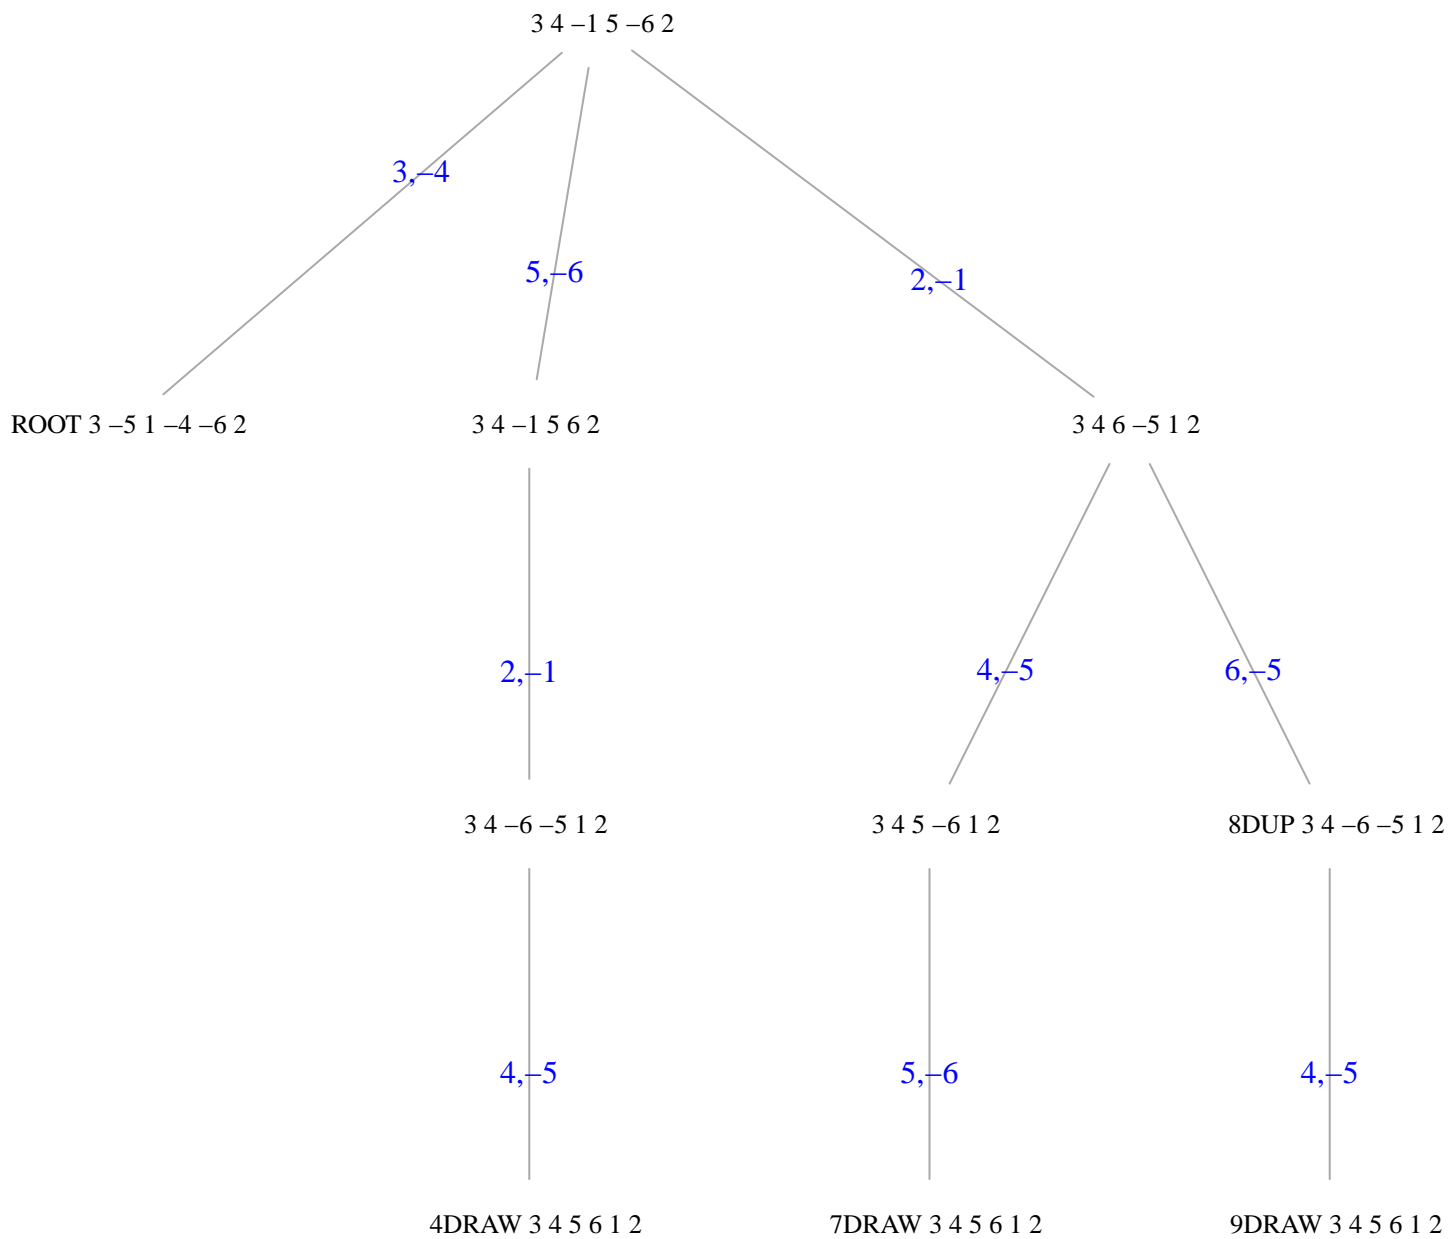 3 4 –1 5 –6 2
3,–4
5,–6
2,–1
ROOT 3 –5 1 –4 –6 2
3 4 –1 5 6 2
3 4 6 –5 1 2
2,–1
4,–5
6,–5
3 4 –6 –5 1 2
3 4 5 –6 1 2
8DUP 3 4 –6 –5 1 2
4,–5
5,–6
4,–5
4DRAW 3 4 5 6 1 2
7DRAW 3 4 5 6 1 2
9DRAW 3 4 5 6 1 2